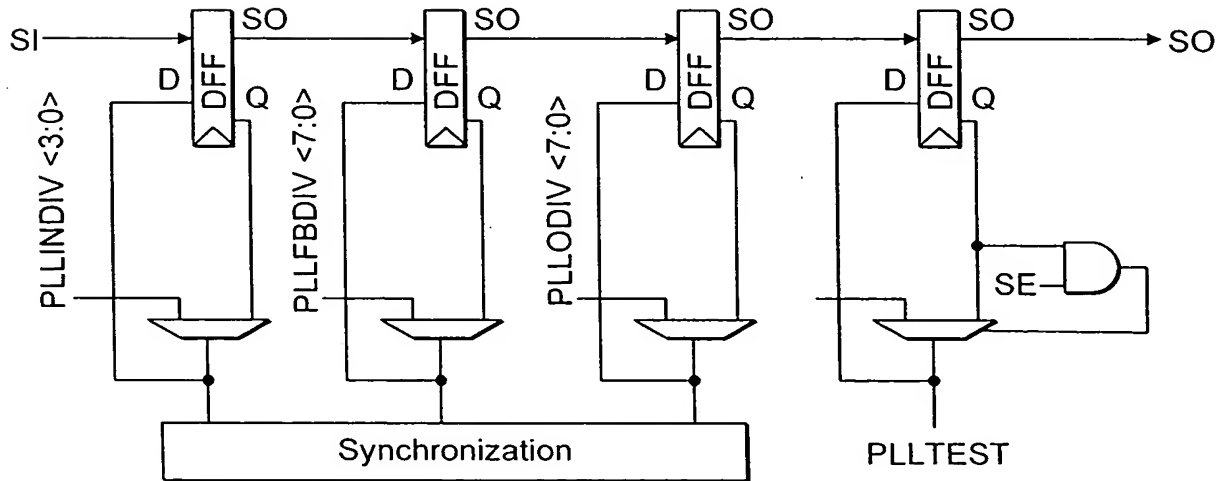 SI
SO
SO
SO
SO
SO
DFF
DFF
DFF
DFF
D
Q
D
Q
D
Q
D
Q
PLLINDIV <3:0>
PLLFBDIV <7:0>
PLLODIV <7:0>
SE
Synchronization
PLLTEST